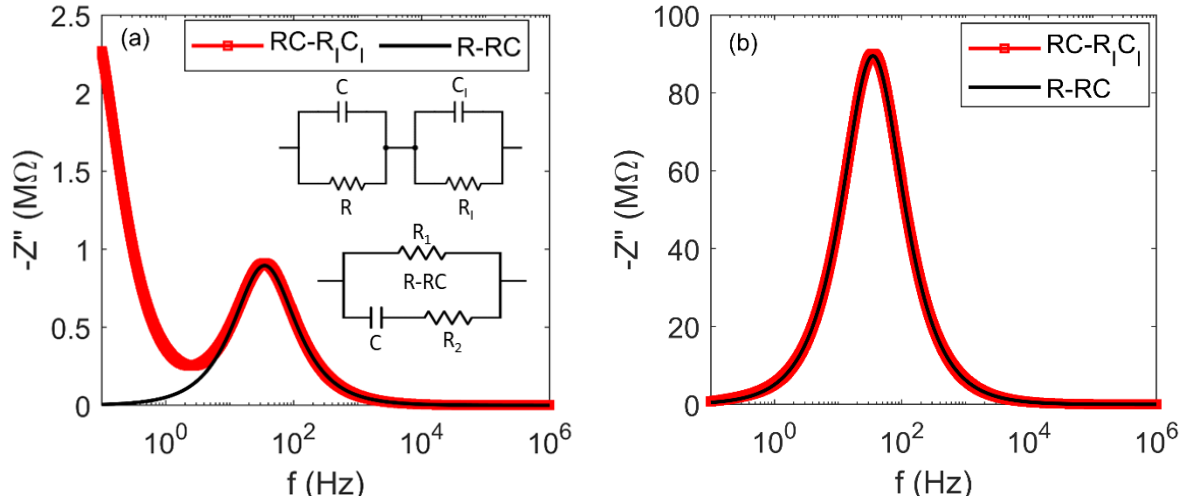 (a)
RC-R_IC_I
R-RC
C
C_I
R
R_I
R_1
R-RC
C
R_2
2.5
2
1.5
1
0.5
0
-Z" (MΩ)
10^0
10^2
10^4
10^6
f (Hz)
(b)
RC-R_IC_I
R-RC
100
80
60
40
20
0
-Z" (MΩ)
10^0
10^2
10^4
10^6
f (Hz)